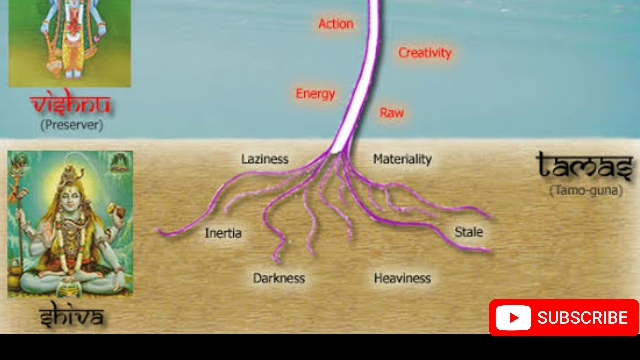 Action
Creativity
Energy
Raw
Vishnu
(Preserver)
Laziness
Materiality
Tamas
(Tamo-guna)
Inertia
Stale
Darkness
Heaviness
Shiva
SUBSCRIBE